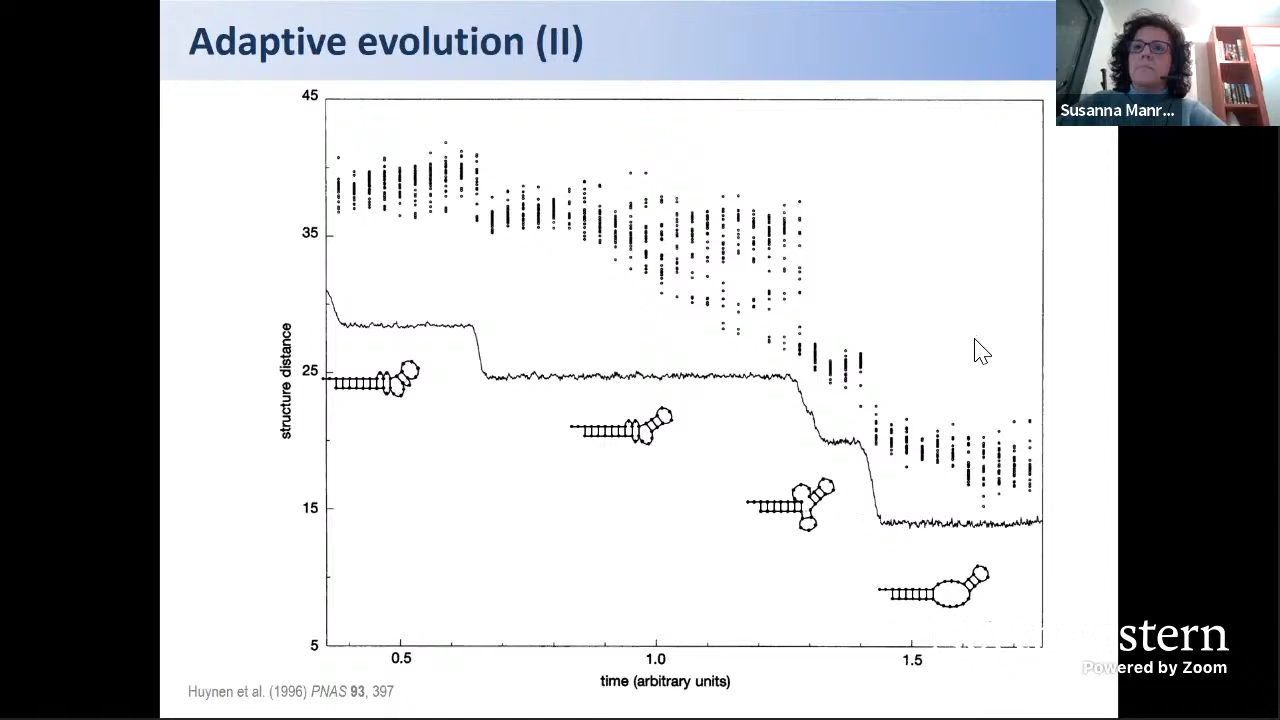 Adaptive evolution (II)
Susanna Manr...
45
35
25
15
5
structure distance
0.5
1.0
1.5
time (arbitrary units)
Huynen et al. (1996) PNAS 93, 397
stern
Powered by Zoom